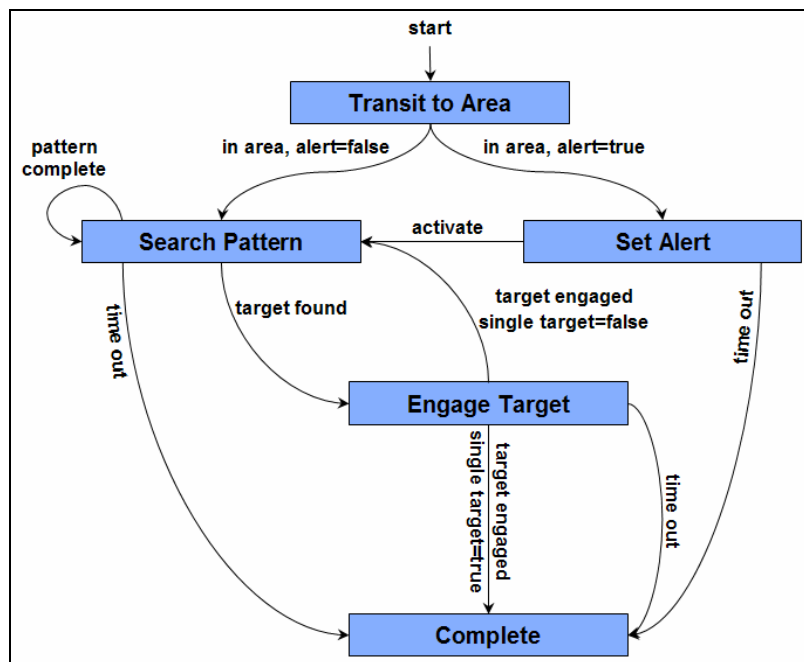 start
Transit to Area
in area, alert=false
in area, alert=true
pattern
complete
Search Pattern
activate
Set Alert
target found
target engaged
single target=false
time out
time out
Engage Target
target engaged
single target=true
time out
Complete